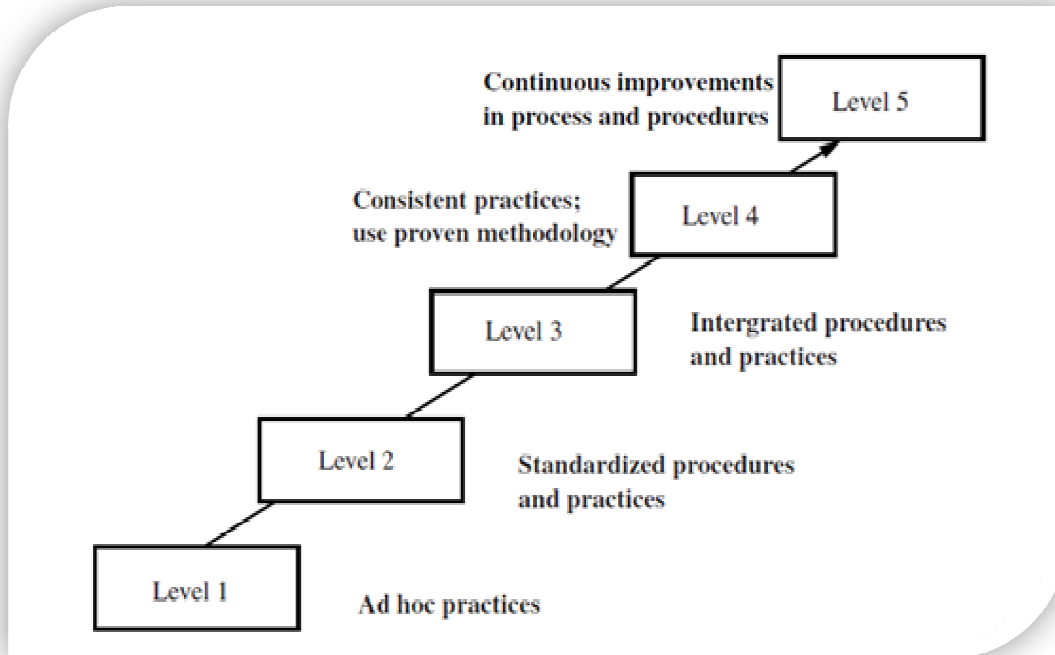 Continuous improvements
in process and procedures
Level 5
Consistent practices;
use proven methodology
Level 4
Level 3
Intergrated procedures
and practices
Level 2
Standardized procedures
and practices
Level 1
Ad hoc practices